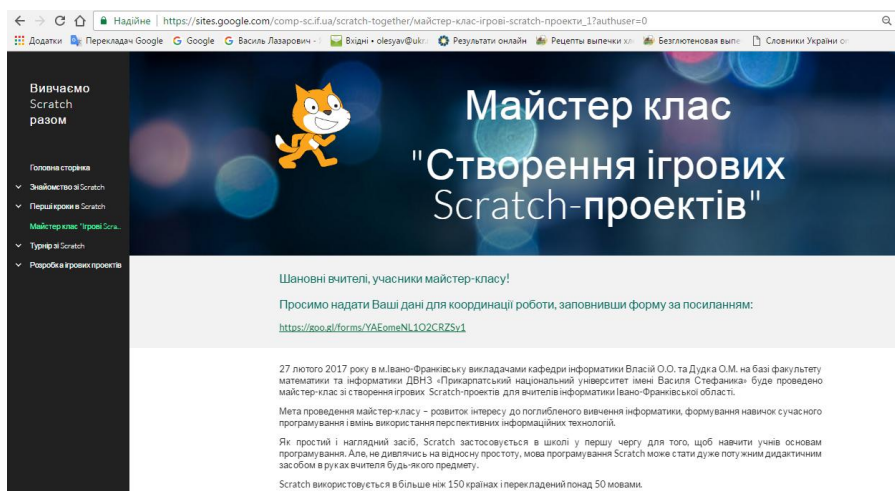 Надійне | https://sites.google.com/comp-sc.if.ua/scratch-together/майстер-клас-ігрові-scratch-проекти_1?authuser=0
Додатки Перекладач Google Google Василь Лазарович - Вхідні • olesyav@ukr Результати онлайн Рецепты выпечки хл Безглютеновая выпе Словники України on
Вивчаємо
Scratch
разом
Головна сторінка
Знайомство зі Scratch
Перші кроки в Scratch
Майстер клас "Ігрові Scra...
Турнір зі Scratch
Розробка ігрових проектів
Майстер клас
"Створення ігрових
Scratch-проектів"
Шановні вчителі, учасники майстер-класу!
Просимо надати Ваші дані для координації роботи, заповнивши форму за посиланням:
https://goo.gl/forms/YAEomeNL1O2CRZSv1
27 лютого 2017 року в м.Івано-Франківську викладачами кафедри інформатики Власій О.О. та Дудка О.М. на базі факультету
математики та інформатики ДВНЗ «Прикарпатський національний університет імені Василя Стефаника» буде проведено
майстер-клас зі створення ігрових Scratch-проектів для вчителів інформатики Івано-Франківської області.
Мета проведення майстер-класу – розвиток інтересу до поглибленого вивчення інформатики, формування навичок сучасного
програмування і вмінь використання перспективних інформаційних технологій.
Як простий і наглядний засіб, Scratch застосовується в школі у першу чергу для того, щоб навчити учнів основам
програмування. Але, не дивлячись на відносну простоту, мова програмування Scratch може стати дуже потужним дидактичним
засобом в руках вчителя будь-якого предмету.
Scratch використовується в більше ніж 150 країнах і перекладений понад 50 мовами.